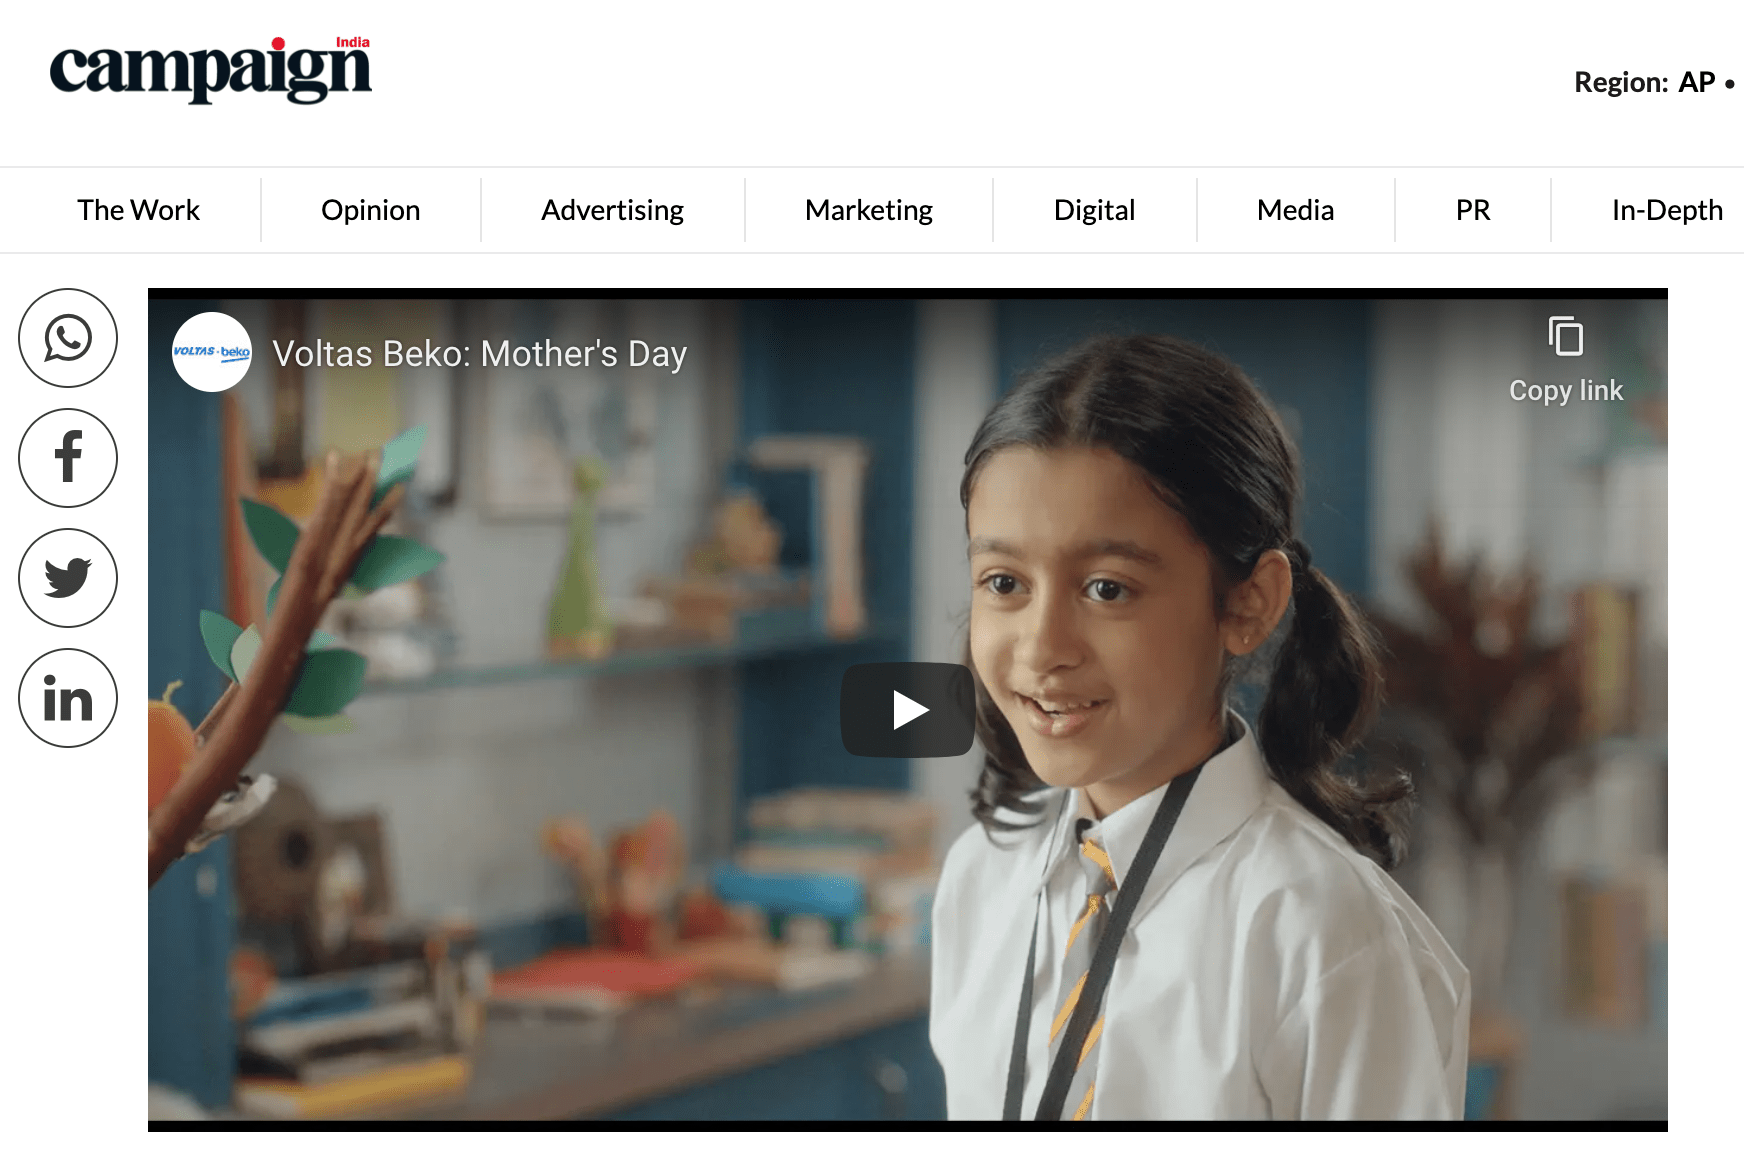 campaign India
Region: AP •
The Work
Opinion
Advertising
Marketing
Digital
Media
PR
In-Depth
VOLTAS • beko
Voltas Beko: Mother's Day
Copy link